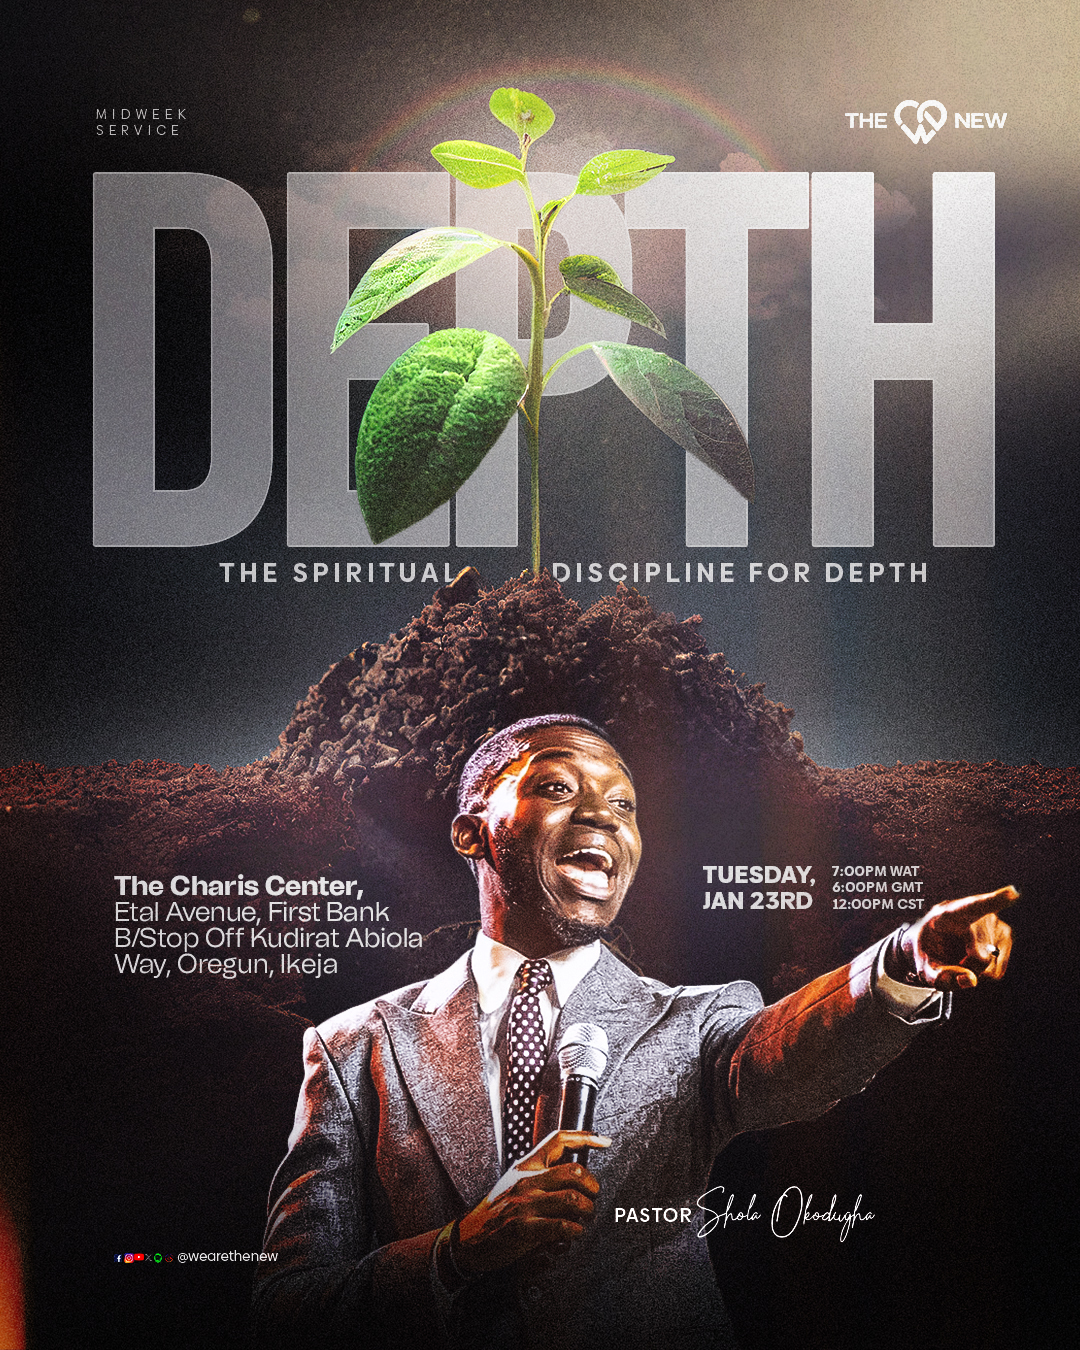 MIDWEEK
SERVICE
THE NEW
DEPTH
THE SPIRITUAL DISCIPLINE FOR DEPTH
The Charis Center,
Etal Avenue, First Bank
B/Stop Off Kudirat Abiola
Way, Oregun, Ikeja
TUESDAY,
JAN 23RD
7:00PM WAT
6:00PM GMT
12:00PM CST
PASTOR Shola Okodugha
@wearethenew